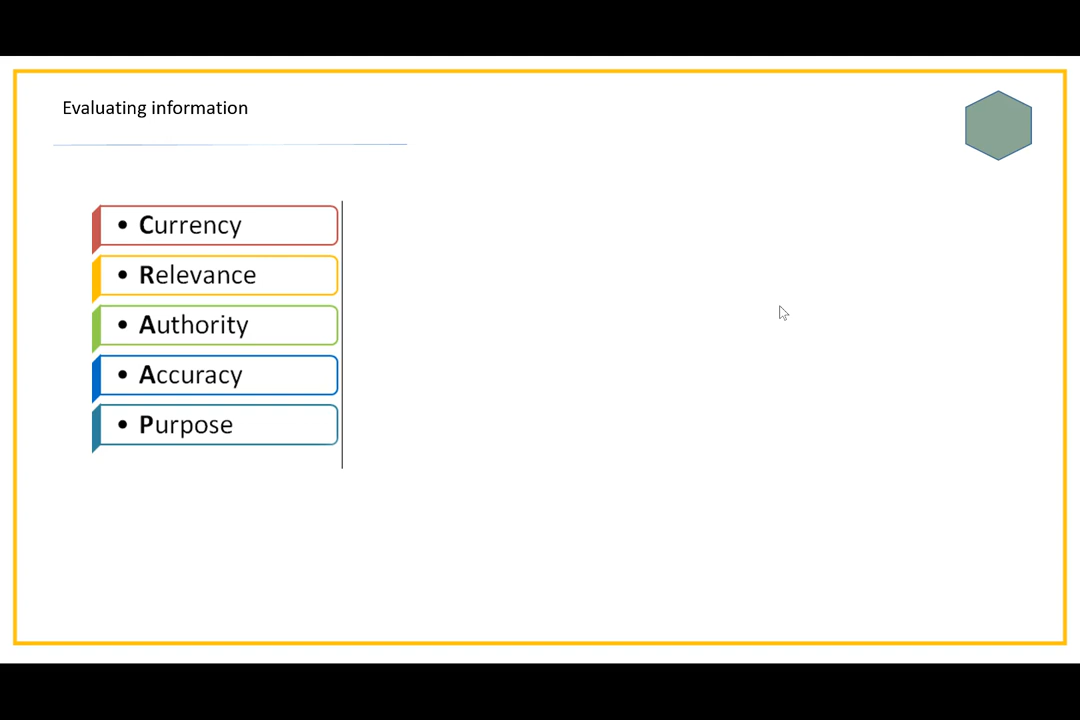 Evaluating information
• Currency
• Relevance
• Authority
• Accuracy
• Purpose